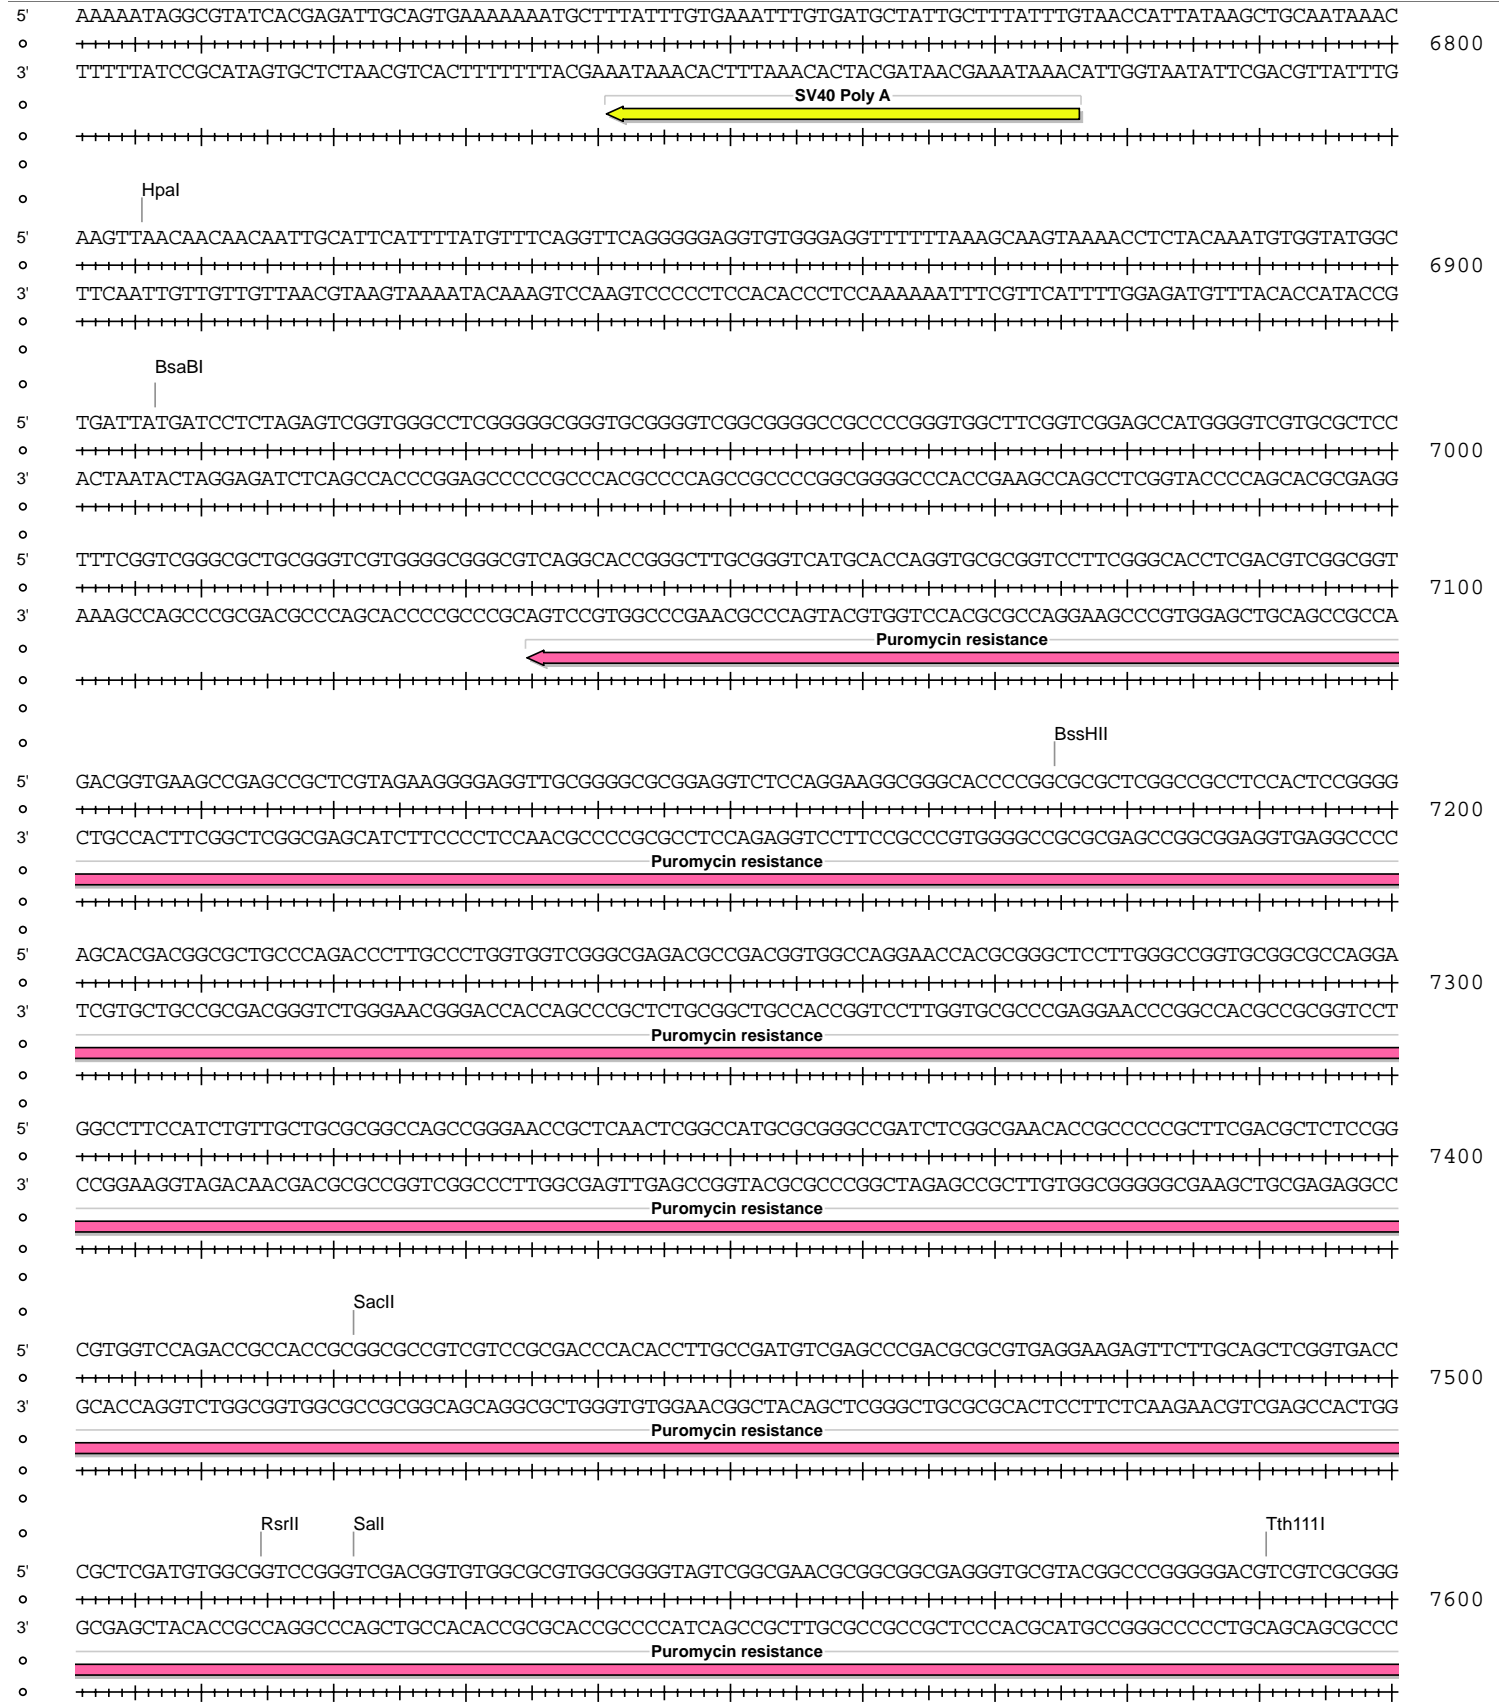 5' AAAAATAGGCGTATCACGAGATTGCAGTGAAAAAAATGCTTTATTTGTGAAATTTGTGATGCTATTGCTTTATTTGTAACCATTATAAGCTGCAATAAAC
6800
3' TTTTTATCCGCATAGTGCTCTAACGTCACTTTTTTTACGAAATAAACACTTTAAACACTACGATAACGAAATAAACATTGGTAATATTCGACGTTATTTG
SV40 Poly A
HpaI
5' AAGTTAACAACAACAATTGCATTCATTTTATGTTTCAGGTTCAGGGGGAGGTGTGGGAGGTTTTTTAAAGCAAGTAAAACCTCTACAAATGTGGTATGGC
6900
3' TTCAATTGTTGTTGTTAACGTAAGTAAAATACAAAGTCCAAGTCCCCCTCCACACCCTCCAAAAAATTTCGTTCATTTTGGAGATGTTTACACCATACCG
BsaBI
5' TGATTATGATCCTCTAGAGTCGGTGGGCCTCGGGGGCGGGTGCGGGGTCGGCGGGGCCGCCCCGGGTGGCTTCGGTCGGAGCCATGGGGTCGTGCGCTCC
7000
3' ACTAATACTAGGAGATCTCAGCCACCCGGAGCCCCCGCCCACGCCCCAGCCGCCCCGGCGGGGCCCACCGAAGCCAGCCTCGGTACCCCAGCACGCGAGG
5' TTTCGGTCGGGCGCTGCGGGTCGTGGGGCGGGCGTCAGGCACCGGGCTTGCGGGTCATGCACCAGGTGCGCGGTCCTTCGGGCACCTCGACGTCGGCGGT
7100
3' AAAGCCAGCCCGCGACGCCCAGCACCCCGCCCGCAGTCCGTGGCCCGAACGCCCAGTACGTGGTCCACGCGCCAGGAAGCCCGTGGAGCTGCAGCCGCCA
Puromycin resistance
BssHII
5' GACGGTGAAGCCGAGCCGCTCGTAGAAGGGGAGGTTGCGGGGCGCGGAGGTCTCCAGGAAGGCGGGCACCCCGGCGCGCTCGGCCGCCTCCACTCCGGGG
7200
3' CTGCCACTTCGGCTCGGCGAGCATCTTCCCCTCCAACGCCCCGCGCCTCCAGAGGTCCTTCCGCCCGTGGGGCCGCGCGAGCCGGCGGAGGTGAGGCCCC
Puromycin resistance
5' AGCACGACGGCGCTGCCCAGACCCTTGCCCTGGTGGTCGGGCGAGACGCCGACGGTGGCCAGGAACCACGCGGGCTCCTTGGGCCGGTGCGGCGCCAGGA
7300
3' TCGTGCTGCCGCGACGGGTCTGGGAACGGGACCACCAGCCCGCTCTGCGGCTGCCACCGGTCCTTGGTGCGCCCGAGGAACCCGGCCACGCCGCGGTCCT
Puromycin resistance
5' GGCCTTCCATCTGTTGCTGCGCGGCCAGCCGGGAACCGCTCAACTCGGCCATGCGCGGGCCGATCTCGGCGAACACCGCCCCCGCTTCGACGCTCTCCGG
7400
3' CCGGAAGGTAGACAACGACGCGCCGGTCGGCCCTTGGCGAGTTGAGCCGGTACGCGCCCGGCTAGAGCCGCTTGTGGCGGGGGCGAAGCTGCGAGAGGCC
Puromycin resistance
SacII
5' CGTGGTCCAGACCGCCACCGCGGCGCCGTCGTCCGCGACCCACACCTTGCCGATGTCGAGCCCGACGCGCGTGAGGAAGAGTTCTTGCAGCTCGGTGACC
7500
3' GCACCAGGTCTGGCGGTGGCGCCGCGGCAGCAGGCGCTGGGTGTGGAACGGCTACAGCTCGGGCTGCGCGCACTCCTTCTCAAGAACGTCGAGCCACTGG
Puromycin resistance
RsrII SalI Tth111I
5' CGCTCGATGTGGCGGTCCGGGTCGACGGTGTGGCGCGTGGCGGGGTAGTCGGCGAACGCGGCGGCGAGGGTGCGTACGGCCCGGGGGACGTCGTCGCGGG
7600
3' GCGAGCTACACCGCCAGGCCCAGCTGCCACACCGCGCACCGCCCCATCAGCCGCTTGCGCCGCCGCTCCCACGCATGCCGGGCCCCCTGCAGCAGCGCCC
Puromycin resistance